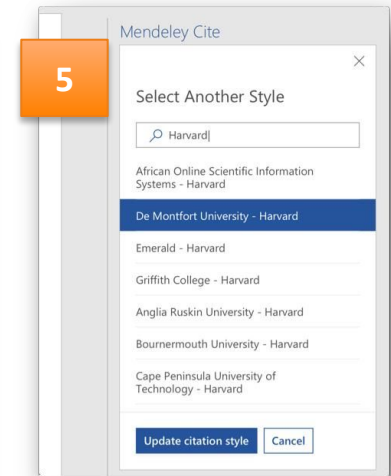 Mendeley Cite
5
Select Another Style
Harvard
African Online Scientific Information
Systems - Harvard
De Montfort University - Harvard
Emerald - Harvard
Griffith College - Harvard
Anglia Ruskin University - Harvard
Bournermouth University - Harvard
Cape Peninsula University of
Technology - Harvard
Update citation style
Cancel